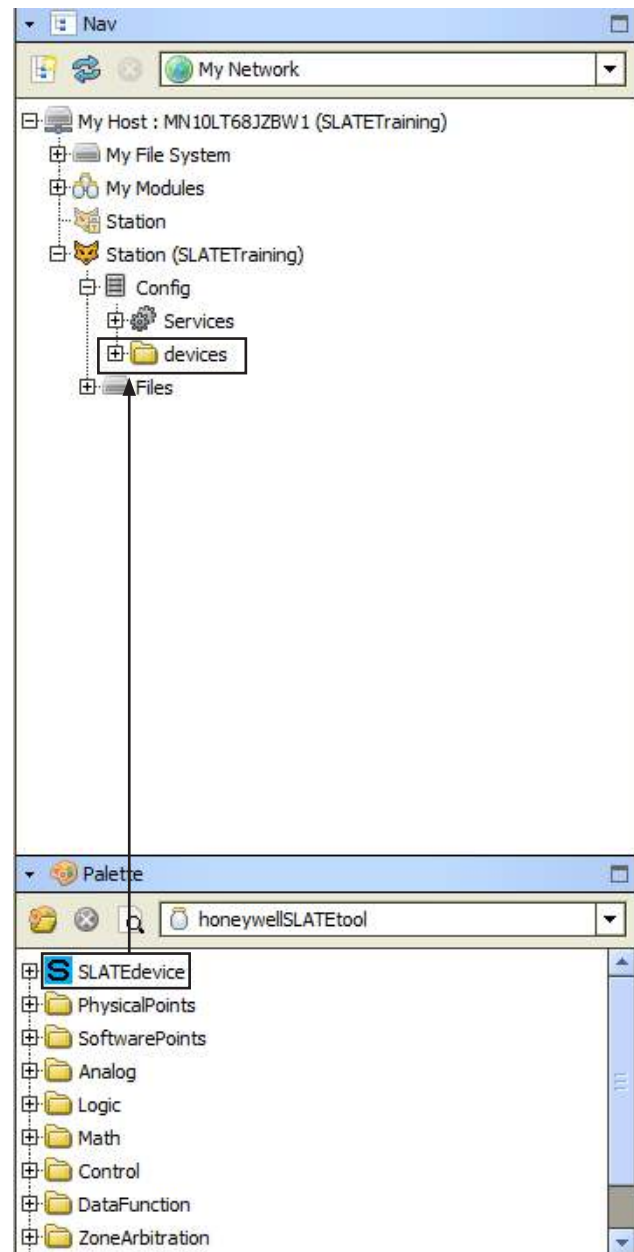 Nav
My Network
My Host : MN10LT68JZBW1 (SLATETraining)
My File System
My Modules
Station
Station (SLATETraining)
Config
Services
devices
Files
Palette
honeywellSLATEtool
S SLATEdevice
PhysicalPoints
SoftwarePoints
Analog
Logic
Math
Control
DataFunction
ZoneArbitration